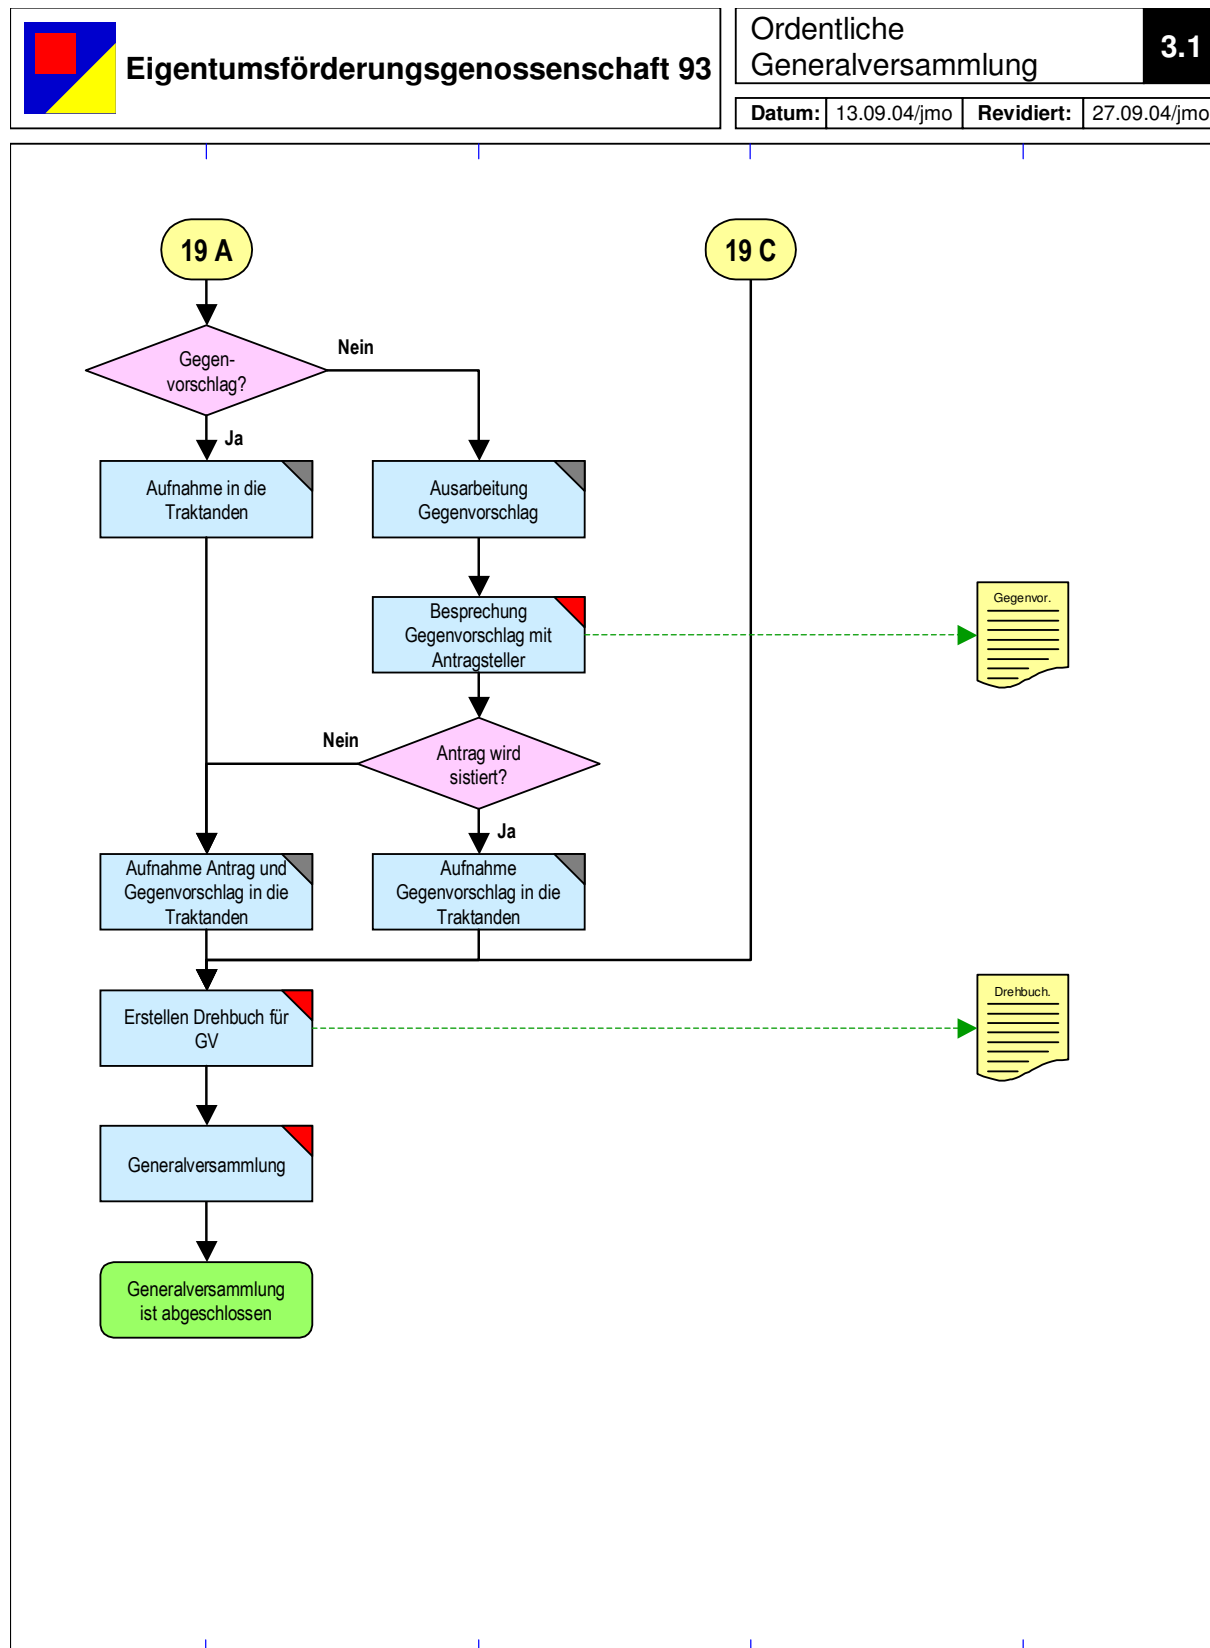 Eigentumsförderungsgenossenschaft 93
Ordentliche
Generalversammlung
3.1
Datum: 13.09.04/jmo Revidiert: 27.09.04/jmo
19 A
19 C
Gegen-
vorschlag?
Nein
Ja
Aufnahme in die
Traktanden
Ausarbeitung
Gegenvorschlag
Besprechung
Gegenvorschlag mit
Antragsteller
Gegenvor.
Antrag wird
sistiert?
Nein
Ja
Aufnahme Antrag und
Gegenvorschlag in die
Traktanden
Aufnahme
Gegenvorschlag in die
Traktanden
Erstellen Drehbuch für
GV
Drehbuch.
Generalversammlung
Generalversammlung
ist abgeschlossen